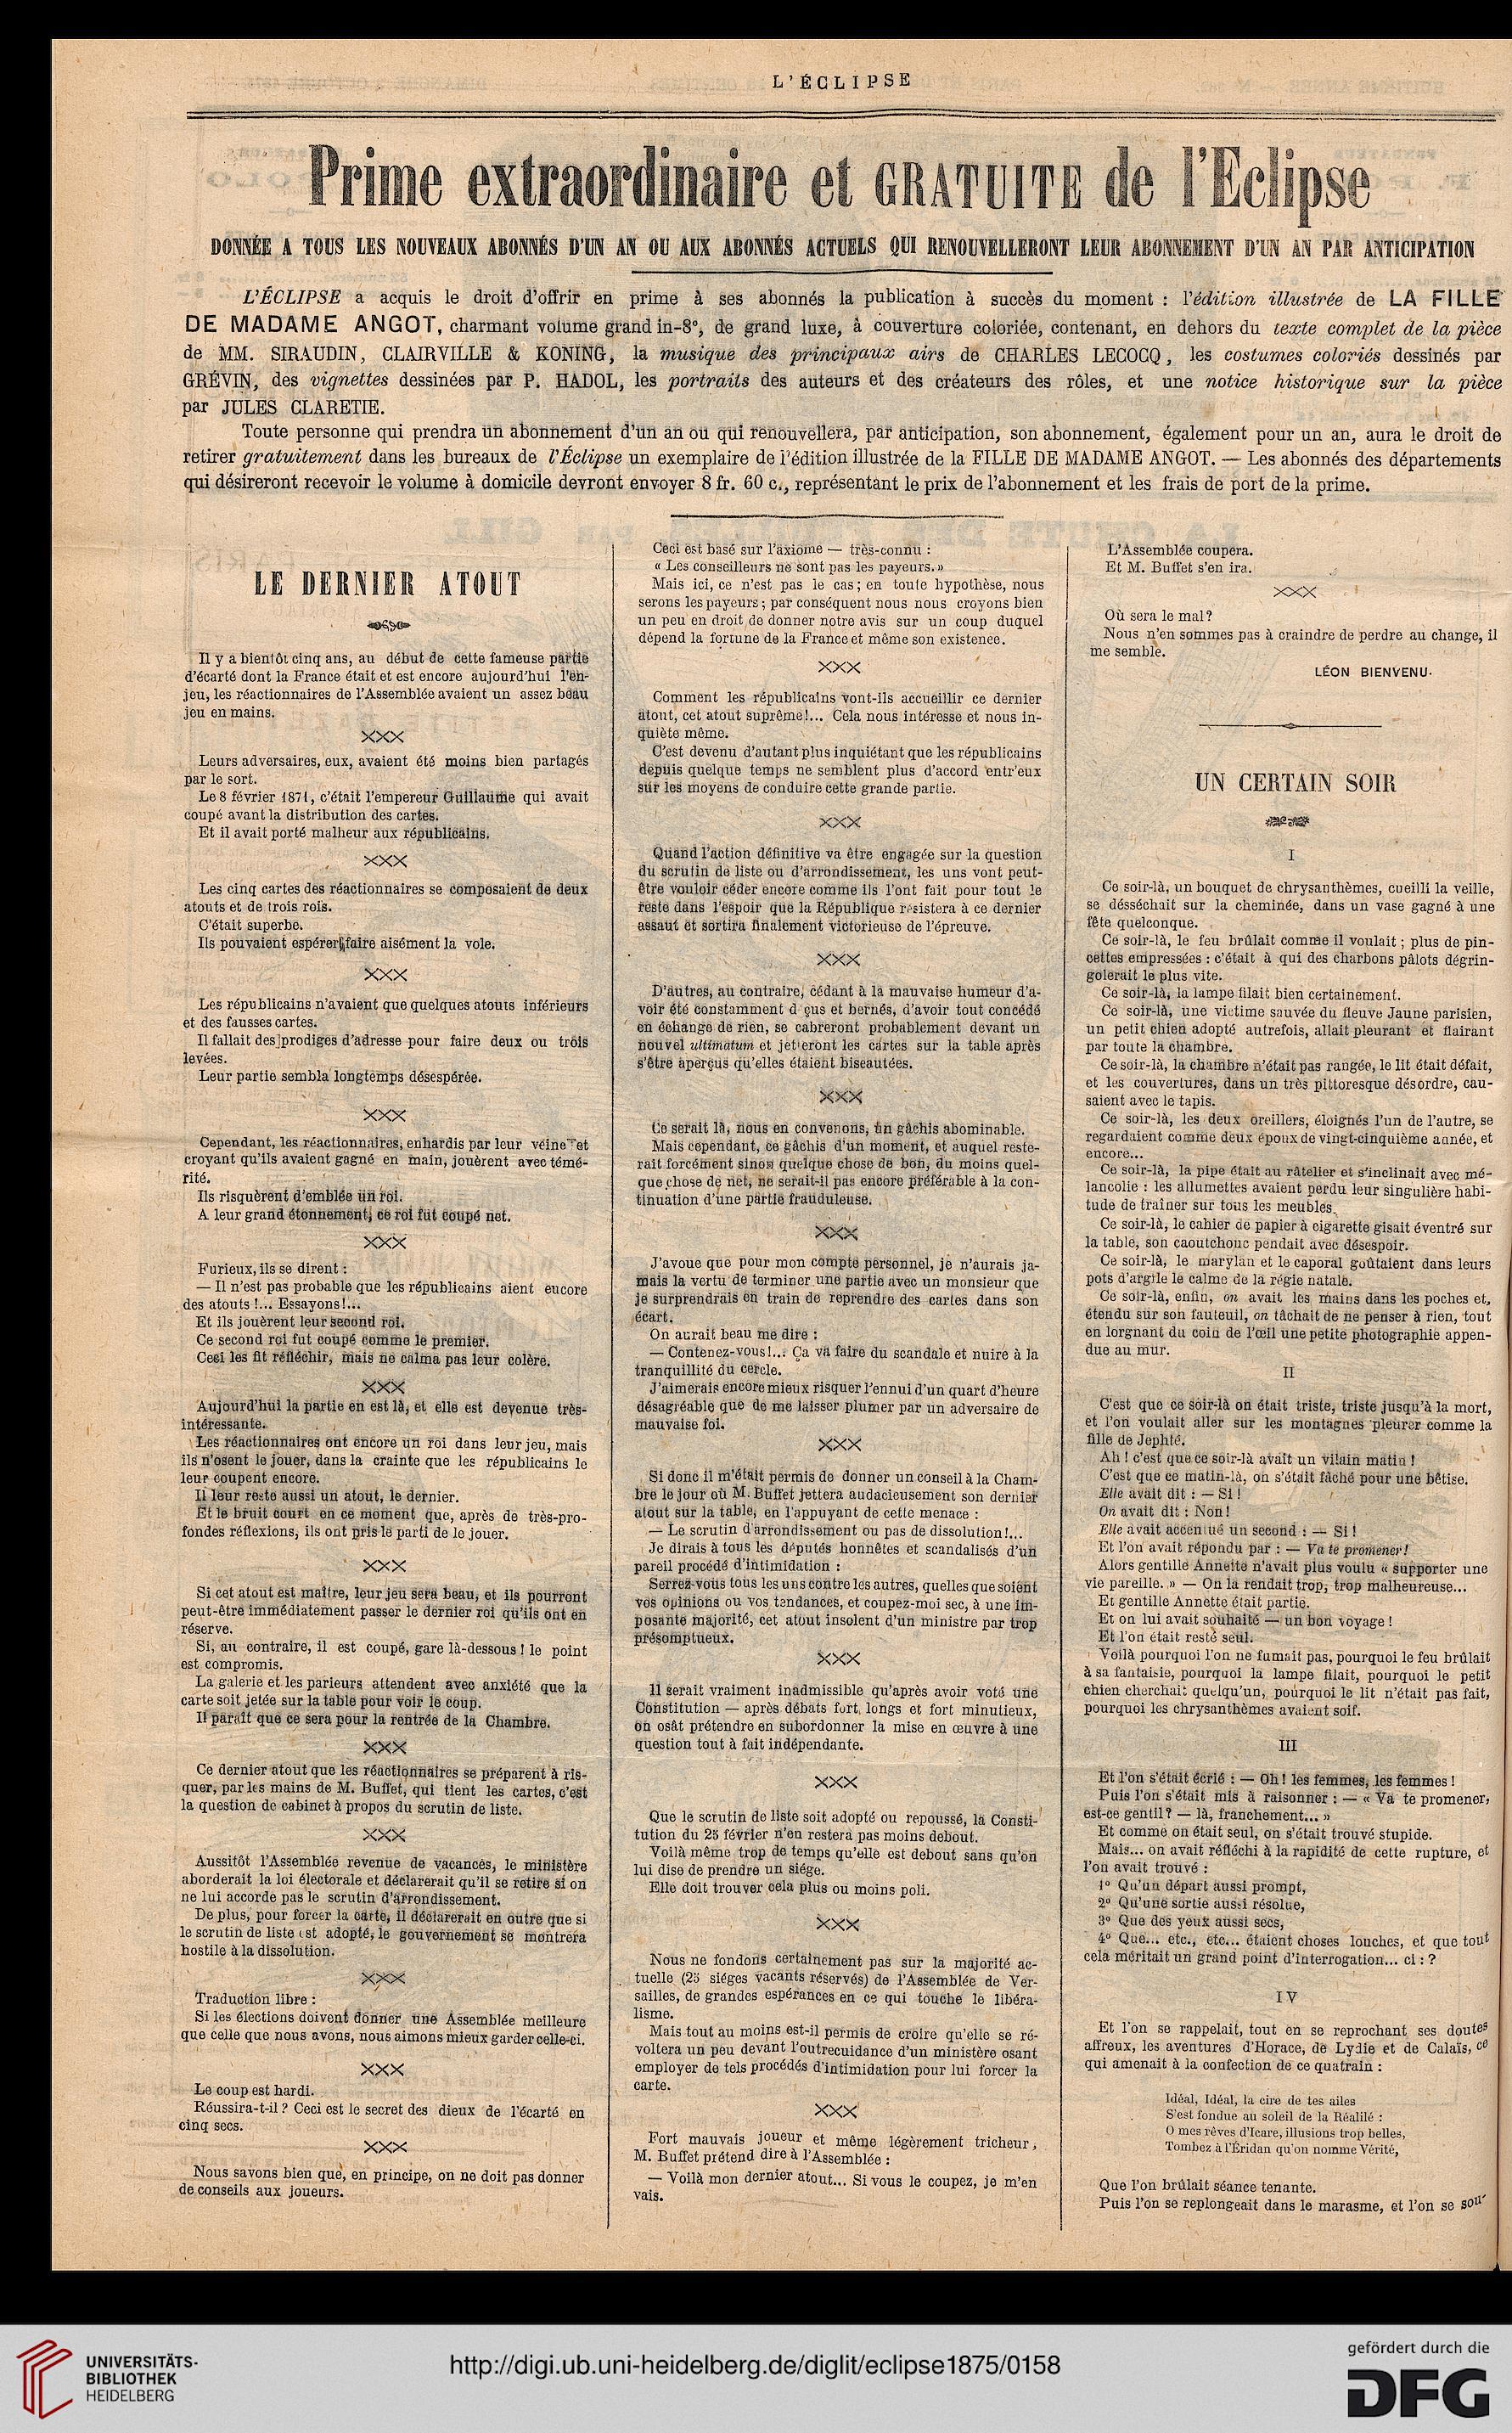 L'ÉCLIPSE
Prime extraordinaire et GRATUITE de l'Eclipse
DONNÉE A TOUS LES NOUVEAUX ABONNÉS D'UN AN OU AUX ABONNÉS ACTUELS QUI RENOUVELLERONT LEUR ABONNEMENT D'UN AN PAR ANTICIPATION
L'ÉCLIPSE a acquis le droit d'offrir en prime à ses abonnés la publication à succès du moment : l'édition illustrée de LA FILLE
DE MADAME ANGOT, charmant volume grand in-8°, de grand luxe, à couverture coloriée, contenant, en dehors du texte complet de la pièce
de MM. SIRAUDIN, CLAIRVILLE & KONING, la musique des principaux airs de CHARLES LECOCQ, les costumes coloriés dessinés par
GRÉVIN, des vignettes dessinées par P. HADOL, les portraits des auteurs et des créateurs des rôles, et une notice historique sur la pièce
par JULES CLARETIE.
Toute personne qui prendra un abonnement d'un an ou qui renouvellera, par anticipation, son abonnement, également pour un an, aura le droit de
retirer gratuitement dans les bureaux de l'Éclipse un exemplaire de l'édition illustrée de la FILLE DE MADAME ANGOT. — Les abonnés des départements
qui désireront recevoir le volume à domicile devront envoyer 8 fr. 60 c., représentant le prix de l'abonnement et les frais de port de la prime.
LE DERNIER ATOUT
Il y a bientôt cinq ans, au début de cette fameuse partie
d'écarté dont la France était et est encore aujourd'hui l'en-
jeu, les réactionnaires de l'Assemblée avaient un assez beau
jeu en mains.
XXX
Leurs adversaires, eux, avaient été moins bien partagés
par le sort.
Le 8 février 1871, c'était l'empereur Guillaume qui avait
coupé avant la distribution des cartes.
Et il avait porté malheur aux républicains.
XXX
Les cinq cartes des réactionnaires se composaient de deux
atouts et de trois rois.
C'était superbe.
Ils pouvaient espérer faire aisément la vole.
XXX
Les républicains n'avaient que quelques atouts inférieurs
et des fausses cartes.
Il fallait des prodiges d'adresse pour faire deux ou trois
levées.
Leur partie sembla longtemps désespérée.
XXX
Cependant, les réactionnaires, enhardis par leur veine et
croyant qu'ils avaient gagné en main, jouèrent avec témé-
rité.
Ils risquèrent d'emblée un roi.
A leur grand étonnement, ce roi fut coupé net.
XXX
Furieux, ils se dirent :
— Il n'est pas probable que les républicains aient encore
des atouts !... Essayons !...
Et ils jouèrent leur second roi.
Ce second roi fut coupé comme le premier.
Ceci les fit réfléchir, mais ne calma pas leur colère.
XXX
Aujourd'hui la partie en est là, et elle est devenue très-
intéressante.
Les réactionnaires ont encore un roi dans leur jeu, mais
ils n'osent le jouer, dans la crainte que les républicains le
leur coupent encore.
Il leur reste aussi un atout, le dernier.
Et le bruit court en ce moment que, après de très-pro-
fondes réflexions, ils ont pris le parti de le jouer.
XXX
Si cet atout est maître, leur jeu sera beau, et ils pourront
peut-être immédiatement passer le dernier roi qu'ils ont en
réserve.
Si, au contraire, il est coupé, gare là-dessous ! le point
est compromis.
La galerie et les parieurs attendent avec anxiété que la
carte soit jetée sur la table pour voir le coup.
Il paraît que ce sera pour la rentrée de la Chambre.
XXX
Ce dernier atout que les réactionnaires se préparent à ris-
quer, par les mains de M. Buffet, qui tient les cartes, c'est
la question de cabinet à propos du scrutin de liste.
XXX
Aussitôt l'Assemblée revenue de vacances, le ministère
aborderait la loi électorale et déclarerait qu'il se retire si on
ne lui accorde pas le scrutin d'arrondissement.
De plus, pour forcer la carte, il déclarerait en outre que si
le scrutin de liste est adopté, le gouvernement se montrera
hostile à la dissolution.
XXX
Traduction libre :
Si les élections doivent donner une Assemblée meilleure
que celle que nous avons, nous aimons mieux garder celle-ci.
XXX
Le coup est hardi.
Réussira-t-il ? Ceci est le secret des dieux de l'écarté en
cinq secs.
XXX
Nous savons bien que, en principe, on ne doit pas donner
de conseils aux joueurs.
Ceci est basé sur l'axiome — très-connu :
« Les conseilleurs ne sont pas les payeurs. »
Mais ici, ce n'est pas le cas ; en toute hypothèse, nous
serons les payeurs ; par conséquent nous nous croyons bien
un peu en droit de donner notre avis sur un coup duquel
dépend la fortune de la France et même son existence.
XXX
Comment les républicains vont-ils accueillir ce dernier
atout, cet atout suprême !... Cela nous intéresse et nous in-
quiète même.
C'est devenu d'autant plus inquiétant que les républicains
depuis quelque temps ne semblent plus d'accord entr'eux
sur les moyens de conduire cette grande partie.
XXX
Quand l'action définitive va être engagée sur la question
du scrutin de liste ou d'arrondissement, les uns vont peut-
être vouloir céder encore comme ils l'ont fait pour tout le
reste dans l'espoir que la République résistera à ce dernier
assaut et sortira finalement victorieuse de l'épreuve.
XXX
D'autres, au contraire, cédant à la mauvaise humeur d'a-
voir été constamment d çus et bernés, d'avoir tout concédé
en échange de rien, se cabreront probablement devant un
nouvel ultimatum et jetteront les cartes sur la table après
s'être aperçus qu'elles étaient biseautées.
XXX
Ce serait là, nous en convenons, un gâchis abominable.
Mais cependant, ce gâchis d'un moment, et auquel reste-
rait forcément sinon quelque chose de bon, du moins quel-
que chose de net, ne serait-il pas encore préférable à la con-
tinuation d'une partie frauduleuse.
XXX
J'avoue que pour mon compte personnel, je n'aurais ja-
mais la vertu de terminer une partie avec un monsieur que
je surprendrais en train de reprendre des cartes dans son
écart.
On aurait beau me dire :
— Contenez-vous !... Ça va faire du scandale et nuire à la
tranquillité du cercle.
J'aimerais encore mieux risquer l'ennui d'un quart d'heure
désagréable que de me laisser plumer par un adversaire de
mauvaise foi.
XXX
Si donc il m'était permis de donner un conseil à la Cham-
bre le jour où M. Buffet jettera audacieusement son dernier
atout sur la table, en l'appuyant de cette menace :
— Le scrutin d'arrondissement ou pas de dissolution !...
Je dirais à tous les députés honnêtes et scandalisés d'un
pareil procédé d'intimidation :
Serrez-vous tous les uns contre les autres, quelles que soient
vos opinions ou vos tendances, et coupez-moi sec, à une im-
posante majorité, cet atout insolent d'un ministre par trop
présomptueux.
XXX
Il serait vraiment inadmissible qu'après avoir voté une
Constitution — après débats fort longs et fort minutieux,
on osât prétendre en subordonner la mise en œuvre à une
question tout à fait indépendante.
XXX
Que le scrutin de liste soit adopté ou repoussé, la Consti-
tution du 25 février n'en restera pas moins debout.
Voilà même trop de temps qu'elle est debout sans qu'on
lui dise de prendre un siége.
Elle doit trouver cela plus ou moins poli.
XXX
Nous ne fondons certainement pas sur la majorité ac-
tuelle (25 siéges vacants réservés) de l'Assemblée de Ver-
sailles, de grandes espérances en ce qui touche le libéra-
lisme.
Mais tout au moins est-il permis de croire qu'elle se ré-
voltera un peu devant l'outrecuidance d'un ministère osant
employer de tels procédés d'intimidation pour lui forcer la
carte.
XXX
Fort mauvais joueur et même légèrement tricheur,
M. Buffet prétend dire à l'Assemblée :
— Voilà mon dernier atout... Si vous le coupez, je m'en
vais.
L'Assemblée coupera.
Et M. Buffet s'en ira.
XXX
Où sera le mal ?
Nous n'en sommes pas à craindre de perdre au change, il
me semble.
LÉON BIENVENU.
UN CERTAIN SOIR
I
Ce soir-là, un bouquet de chrysanthèmes, cueilli la veille,
se désséchait sur la cheminée, dans un vase gagné à une
fête quelconque.
Ce soir-là, le feu brûlait comme il voulait ; plus de pin-
cettes empressées : c'était à qui des charbons pâlots dégrin-
golerait le plus vite.
Ce soir-là, la lampe filait bien certainement.
Ce soir-là, une victime sauvée du fleuve Jaune parisien,
un petit chien adopté autrefois, allait pleurant et flairant
par toute la chambre.
Ce soir-là, la chambre n'était pas rangée, le lit était défait,
et les couvertures, dans un très pittoresque désordre, cau-
saient avec le tapis.
Ce soir-là, les deux oreillers, éloignés l'un de l'autre, se
regardaient comme deux époux de vingt-cinquième année, et
encore...
Ce soir-là, la pipe était au râtelier et s'inclinait avec mé-
lancolie : les allumettes avaient perdu leur singulière habi-
tude de traîner sur tous les meubles.
Ce soir-là, le cahier de papier à cigarette gisait éventré sur
la table, son caoutchouc pendait avec désespoir.
Ce soir-là, le marylan et le caporal goûtaient dans leurs
pots d'argile le calme de la régie natale.
Ce soir-là, enfin, on avait les mains dans les poches et,
étendu sur son fauteuil, on tâchait de ne penser à rien, tout
en lorgnant du coin de l'œil une petite photographie appen-
due au mur.
II
C'est que ce soir-là on était triste, triste jusqu'à la mort,
et l'on voulait aller sur les montagnes pleurer comme la
fille de Jephté.
Ah ! c'est que ce soir-là avait un vilain matin !
C'est que ce matin-là, on s'était fâché pour une bêtise.
Elle avait dit : — Si !
On avait dit : Non !
Elle avait accentué un second : — Si !
Et l'on avait répondu par : — Va te promener !
Alors gentille Annette n'avait plus voulu « supporter une
vie pareille. » — On la rendait trop, trop malheureuse...
Et gentille Annette était partie.
Et on lui avait souhaité — un bon voyage !
Et l'on était resté seul.
Voilà pourquoi l'on ne fumait pas, pourquoi le feu brûlait
à sa fantaisie, pourquoi la lampe filait, pourquoi le petit
chien cherchait quelqu'un, pourquoi le lit n'était pas fait,
pourquoi les chrysanthèmes avaient soif.
III
Et l'on s'était écrié : — Oh ! les femmes, les femmes !
Puis l'on s'était mis à raisonner : — « Va te promener,
est-ce gentil ? — là, franchement... »
Et comme on était seul, on s'était trouvé stupide.
Mais... on avait réfléchi à la rapidité de cette rupture, et
l'on avait trouvé :
1° Qu'un départ aussi prompt,
2° Qu'une sortie aussi résolue,
3° Que des yeux aussi secs,
4° Que... etc., etc... étaient choses louches, et que tout
cela méritait un grand point d'interrogation... ci : ?
IV
Et l'on se rappelait, tout en se reprochant ses doutes
affreux, les aventures d'Horace, de Lydie et de Calaïs, ce
qui amenait à la confection de ce quatrain :
Idéal, Idéal, la cire de tes ailes
S'est fondue au soleil de la Réalité :
O mes rêves d'Icare, illusions trop belles,
Tombez à l'Éridan qu'on nomme Vérité,
Que l'on brûlait séance tenante.
Puis l'on se replongeait dans le marasme, et l'on se sou-
UNIVERSITÄTS-
BIBLIOTHEK
HEIDELBERG
http://digi.ub.uni-heidelberg.de/diglit/eclipse1875/0158
gefördert durch die
DFG